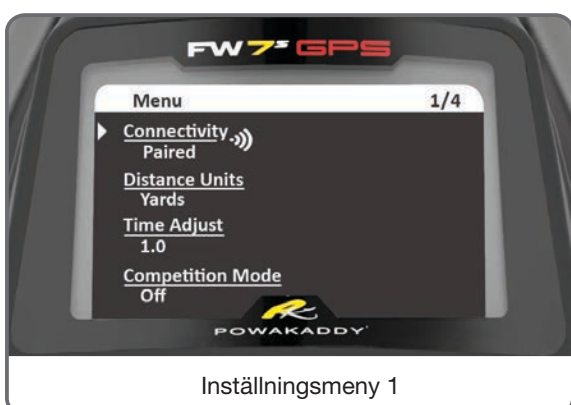 FW7s GPS
Menu 1/4
Connectivity
Paired
Distance Units
Yards
Time Adjust
1.0
Competition Mode
Off
POWAKADDY
Inställningsmeny 1